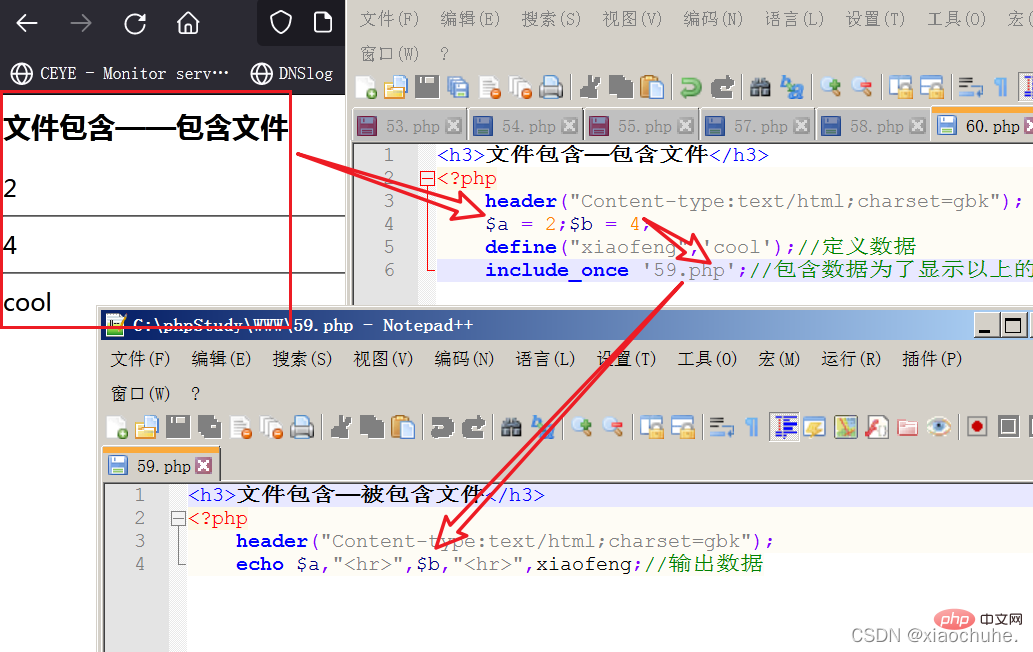 CEYE - Monitor serv…
DNSlog
文件包含——包含文件
2
4
cool
文件(F) 编辑(E) 搜索(S) 视图(V) 编码(N) 语言(L) 设置(T) 工具(O) 宏(
窗口(W) ?
53.php 54.php 55.php 57.php 58.php 60.php
1 <h3>文件包含—包含文件</h3>
2 <?php
3 header("Content-type:text/html;charset=gbk");
4 $a = 2;$b = 4;
5 define("xiaofeng",'cool');//定义数据
6 include_once '59.php';//包含数据为了显示以上的
C:\phpStudy\WWW\59.php - Notepad++
文件(F) 编辑(E) 搜索(S) 视图(V) 编码(N) 语言(L) 设置(T) 工具(O) 宏(M) 运行(R) 插件(P)
窗口(W) ?
59.php
1 <h3>文件包含—被包含文件</h3>
2 <?php
3 header("Content-type:text/html;charset=gbk");
4 echo $a,"<hr>",$b,"<hr>",xiaofeng;//输出数据
php 中文网
CSDN @xiaochuhe.